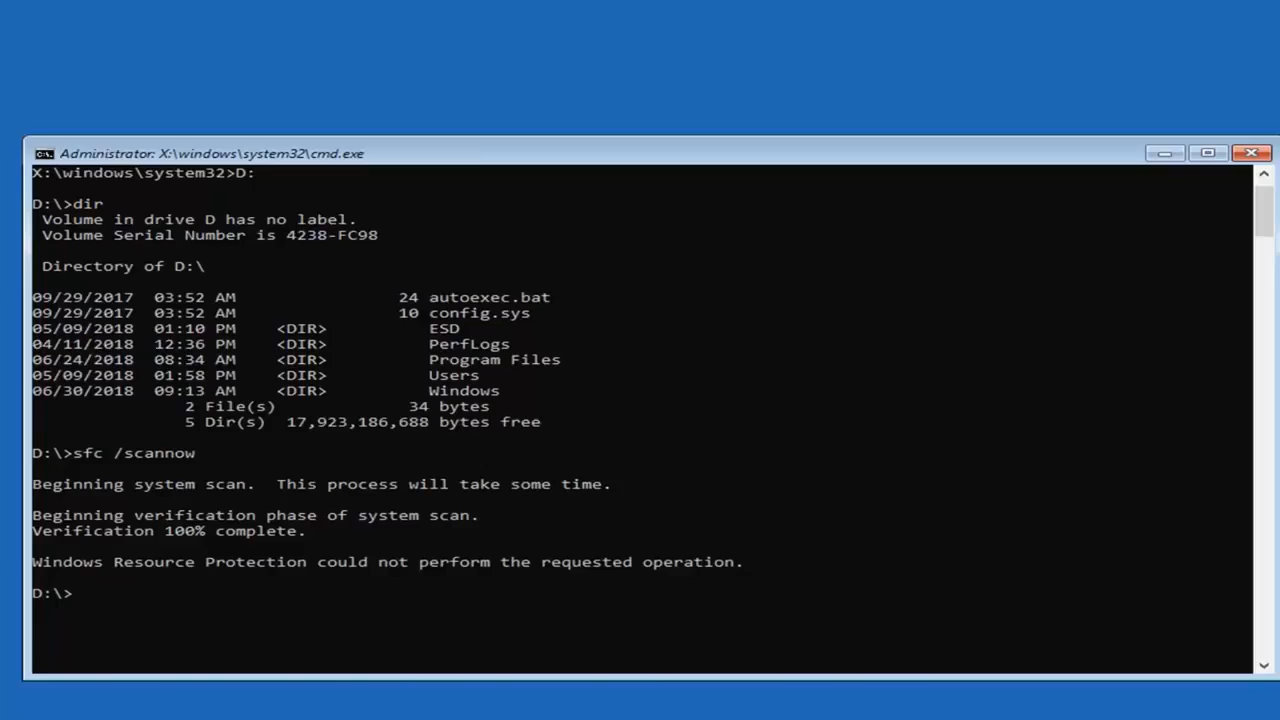 Administrator: X:\windows\system32\cmd.exe
X:\windows\system32>D:
D:\>dir
Volume in drive D has no label.
Volume Serial Number is 4238-FC98
Directory of D:\
09/29/2017 03:52 AM 24 autoexec.bat
09/29/2017 03:52 AM 10 config.sys
05/09/2018 01:10 PM <DIR> ESD
04/11/2018 12:36 PM <DIR> PerfLogs
06/24/2018 08:34 AM <DIR> Program Files
05/09/2018 01:58 PM <DIR> Users
06/30/2018 09:13 AM <DIR> Windows
2 File(s) 34 bytes
5 Dir(s) 17,923,186,688 bytes free
D:\>sfc /scannow
Beginning system scan. This process will take some time.
Beginning verification phase of system scan.
Verification 100% complete.
Windows Resource Protection could not perform the requested operation.
D:\>